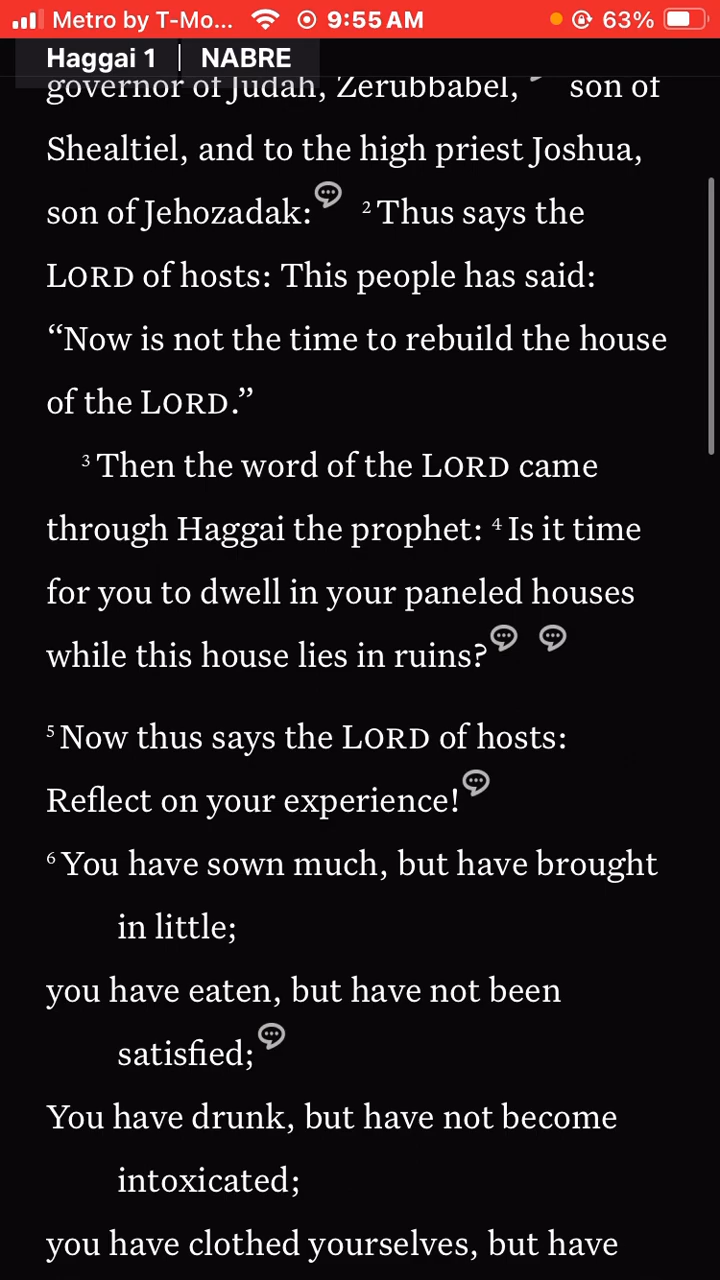 Metro by T-Mo... 9:55 AM 63%
Haggai 1 | NABRE
governor of Judah, Zerubbabel, son of
Shealtiel, and to the high priest Joshua,
son of Jehozadak: 2 Thus says the
LORD of hosts: This people has said:
“Now is not the time to rebuild the house
of the LORD.”
3 Then the word of the LORD came
through Haggai the prophet: 4 Is it time
for you to dwell in your paneled houses
while this house lies in ruins?
5 Now thus says the LORD of hosts:
Reflect on your experience!
6 You have sown much, but have brought
in little;
you have eaten, but have not been
satisfied;
You have drunk, but have not become
intoxicated;
you have clothed yourselves, but have